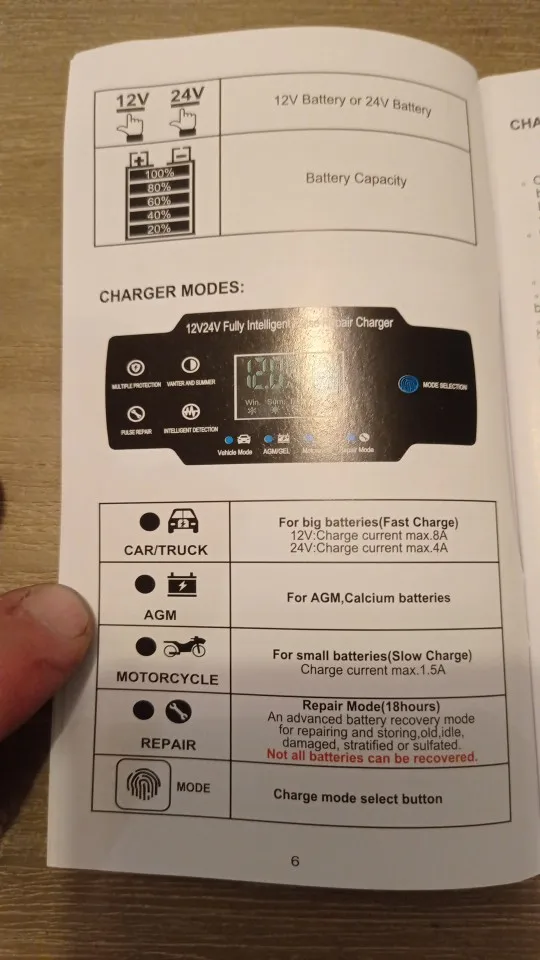 12V 24V
12V Battery or 24V Battery
+ −
100%
80%
60%
40%
20%
Battery Capacity
CHARGER MODES:
12V24V Fully Intelligent Repair Charger
MULTIPLE PROTECTION
VANTER AND SUMMER
MODE SELECTION
Win. Sum.
PULSE REPAIR
INTELLIGENT DETECTION
Vehicle Mode
AGM/GEL
Mode
CAR/TRUCK
For big batteries(Fast Charge)
12V:Charge current max.8A
24V:Charge current max.4A
AGM
For AGM,Calcium batteries
MOTORCYCLE
For small batteries(Slow Charge)
Charge current max.1.5A
REPAIR
Repair Mode(18hours)
An advanced battery recovery mode
for repairing and storing,old,idle,
damaged, stratified or sulfated.
Not all batteries can be recovered.
MODE
Charge mode select button
6
CHA